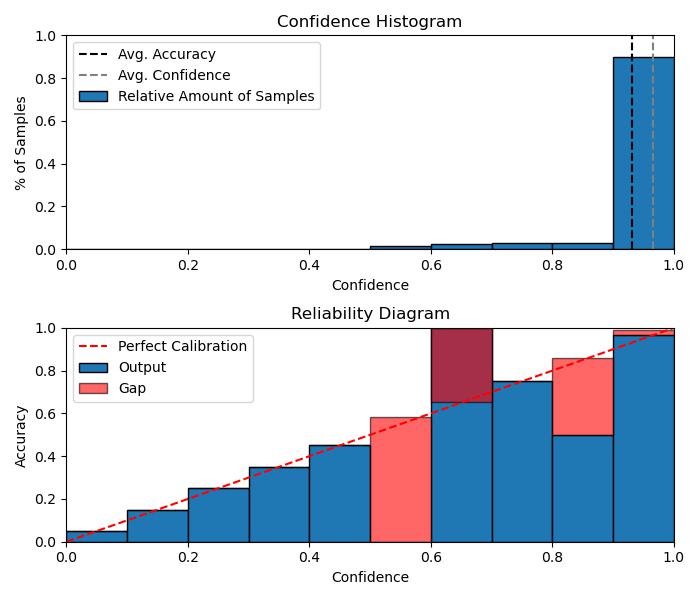 Confidence Histogram
1.0
0.8
0.6
0.4
0.2
0.0
% of Samples
Avg. Accuracy
Avg. Confidence
Relative Amount of Samples
0.0 0.2 0.4 0.6 0.8 1.0
Confidence
Reliability Diagram
1.0
0.8
0.6
0.4
0.2
0.0
Accuracy
Perfect Calibration
Output
Gap
0.0 0.2 0.4 0.6 0.8 1.0
Confidence